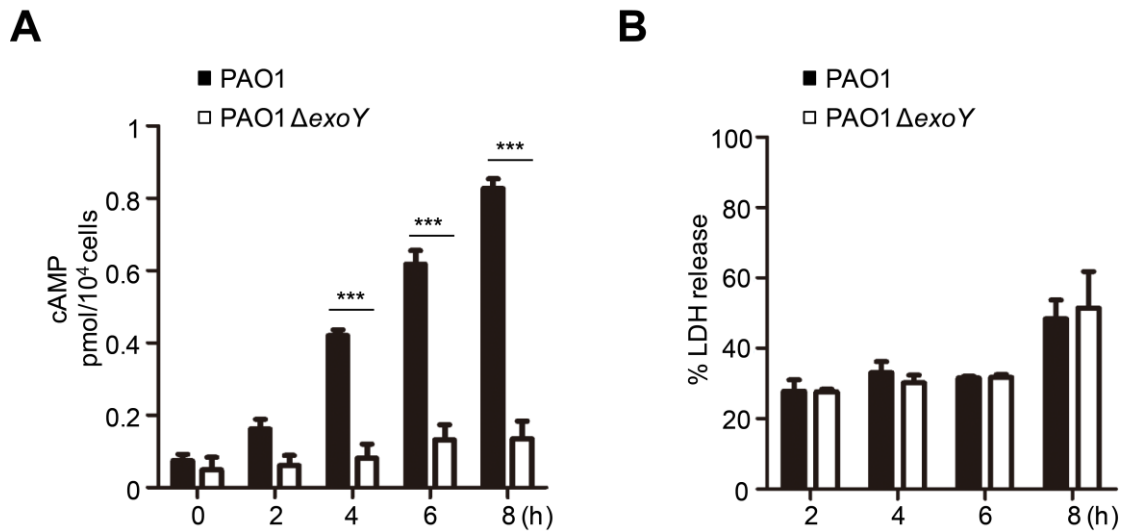 A
PAO1
PAO1 ΔexoY
1
0.8
0.6
0.4
0.2
0
cAMP
pmol/10⁴ cells
***
***
***
0 2 4 6 8 (h)
B
PAO1
PAO1 ΔexoY
100
80
60
40
20
0
% LDH release
2 4 6 8 (h)